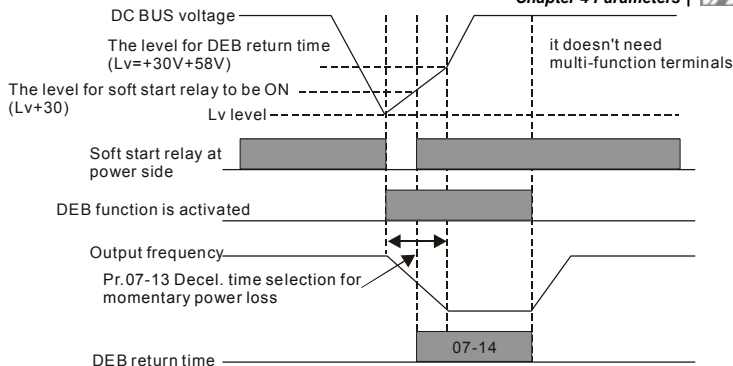 Chapter 4 Parameters |
DC BUS voltage
The level for DEB return time
(Lv=+30V+58V)
it doesn't need
multi-function terminals
The level for soft start relay to be ON
(Lv+30)
Lv level
Soft start relay at
power side
DEB function is activated
Output frequency
Pr.07-13 Decel. time selection for
momentary power loss
07-14
DEB return time